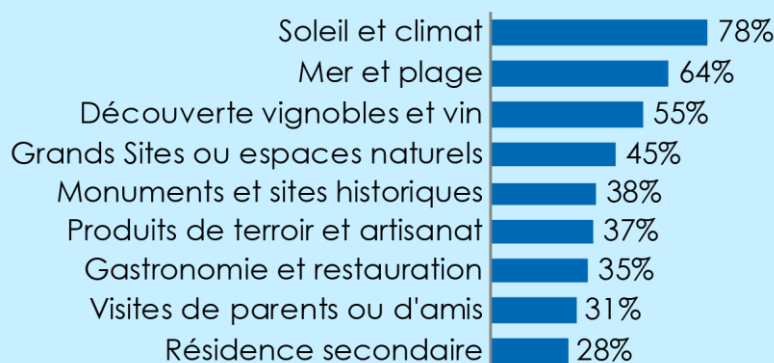 Soleil et climat 78%
Mer et plage 64%
Découverte vignobles et vin 55%
Grands Sites ou espaces naturels 45%
Monuments et sites historiques 38%
Produits de terroir et artisanat 37%
Gastronomie et restauration 35%
Visites de parents ou d'amis 31%
Résidence secondaire 28%